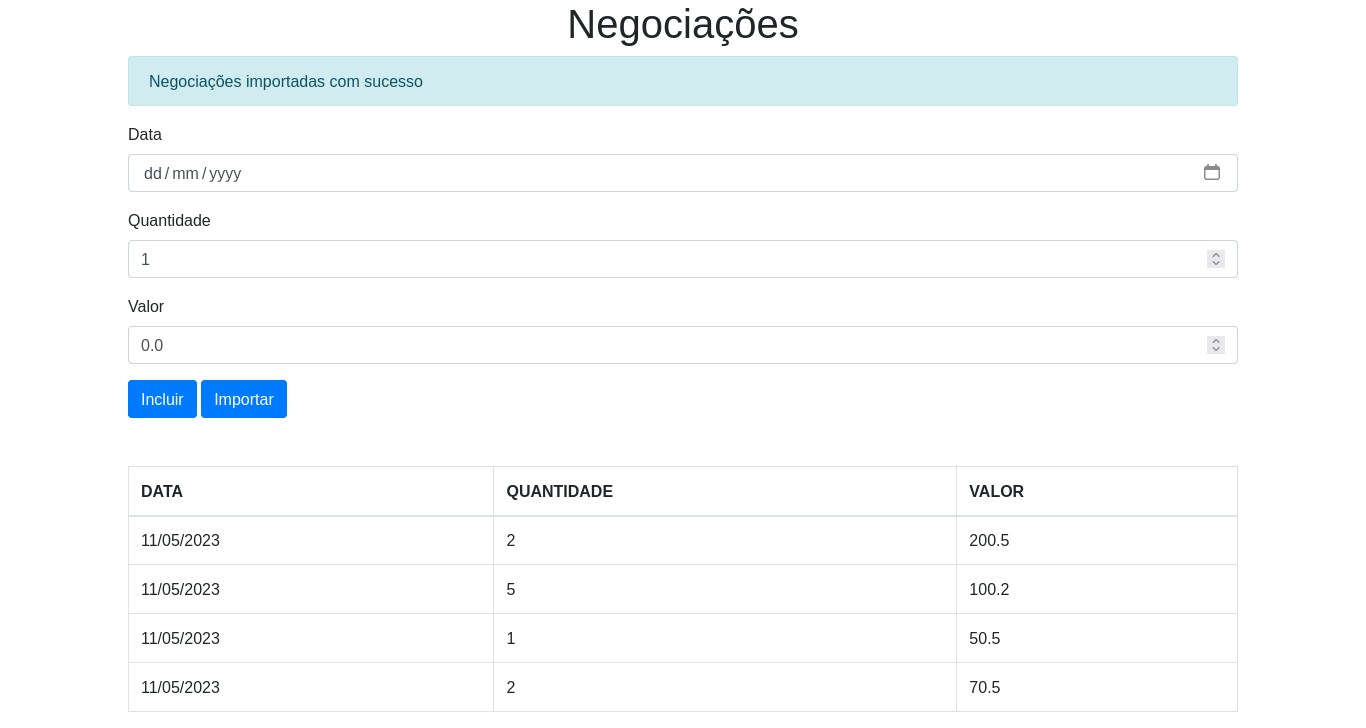 Negociações
Negociações importadas com sucesso
Data
dd/mm/yyyy
Quantidade
1
Valor
0.0
Incluir Importar
DATA QUANTIDADE VALOR
11/05/2023 2 200.5
11/05/2023 5 100.2
11/05/2023 1 50.5
11/05/2023 2 70.5